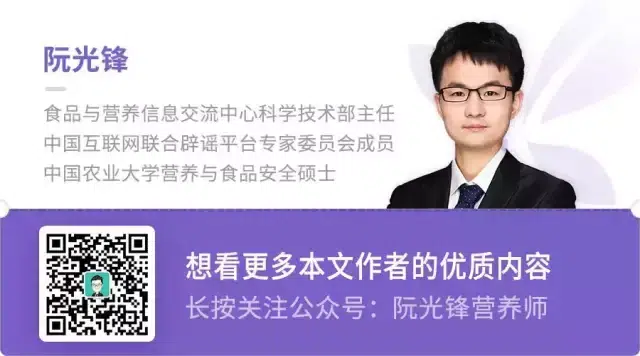 阮光锋
食品与营养信息交流中心科学技术部主任
中国互联网联合辟谣平台专家委员会成员
中国农业大学营养与食品安全硕士
想看更多本文作者的优质内容
长按关注公众号：阮光锋营养师